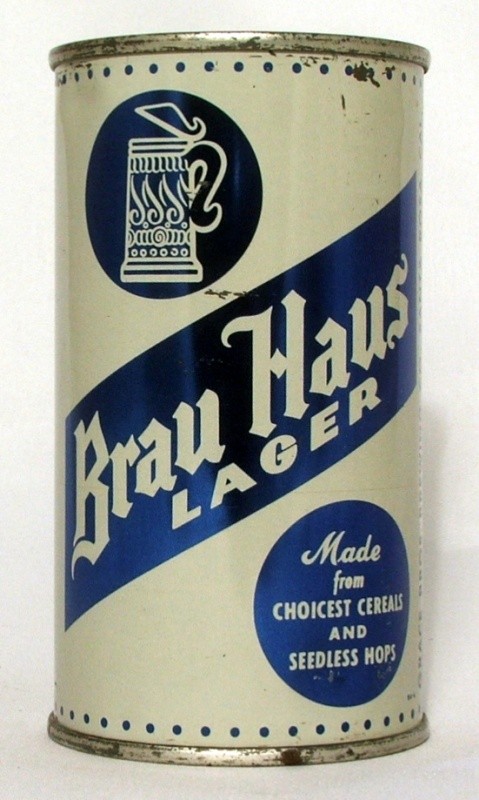 Brau Haus
LAGER
Made
from
CHOICEST CEREALS
AND
SEEDLESS HOPS